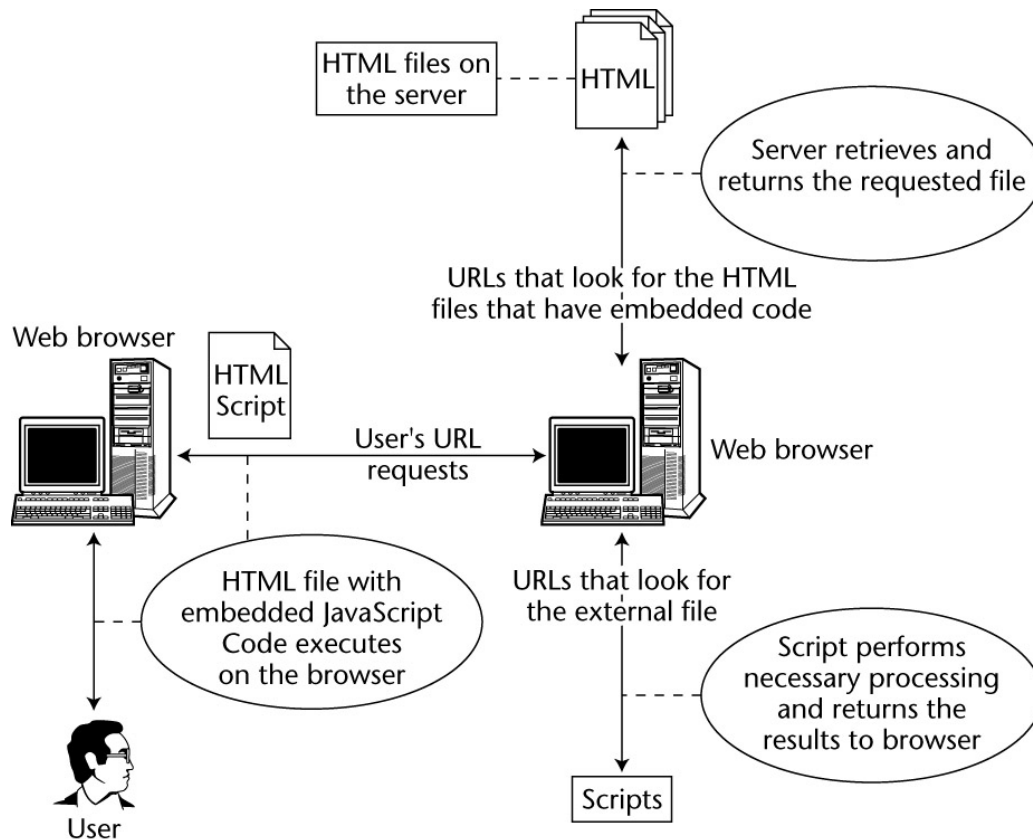 HTML files on
the server
HTML
Server retrieves and
returns the requested file
URLs that look for the HTML
files that have embedded code
Web browser
HTML
Script
User's URL
requests
Web browser
HTML file with
embedded JavaScript
Code executes
on the browser
URLs that look for
the external file
Script performs
necessary processing
and returns the
results to browser
Scripts
User